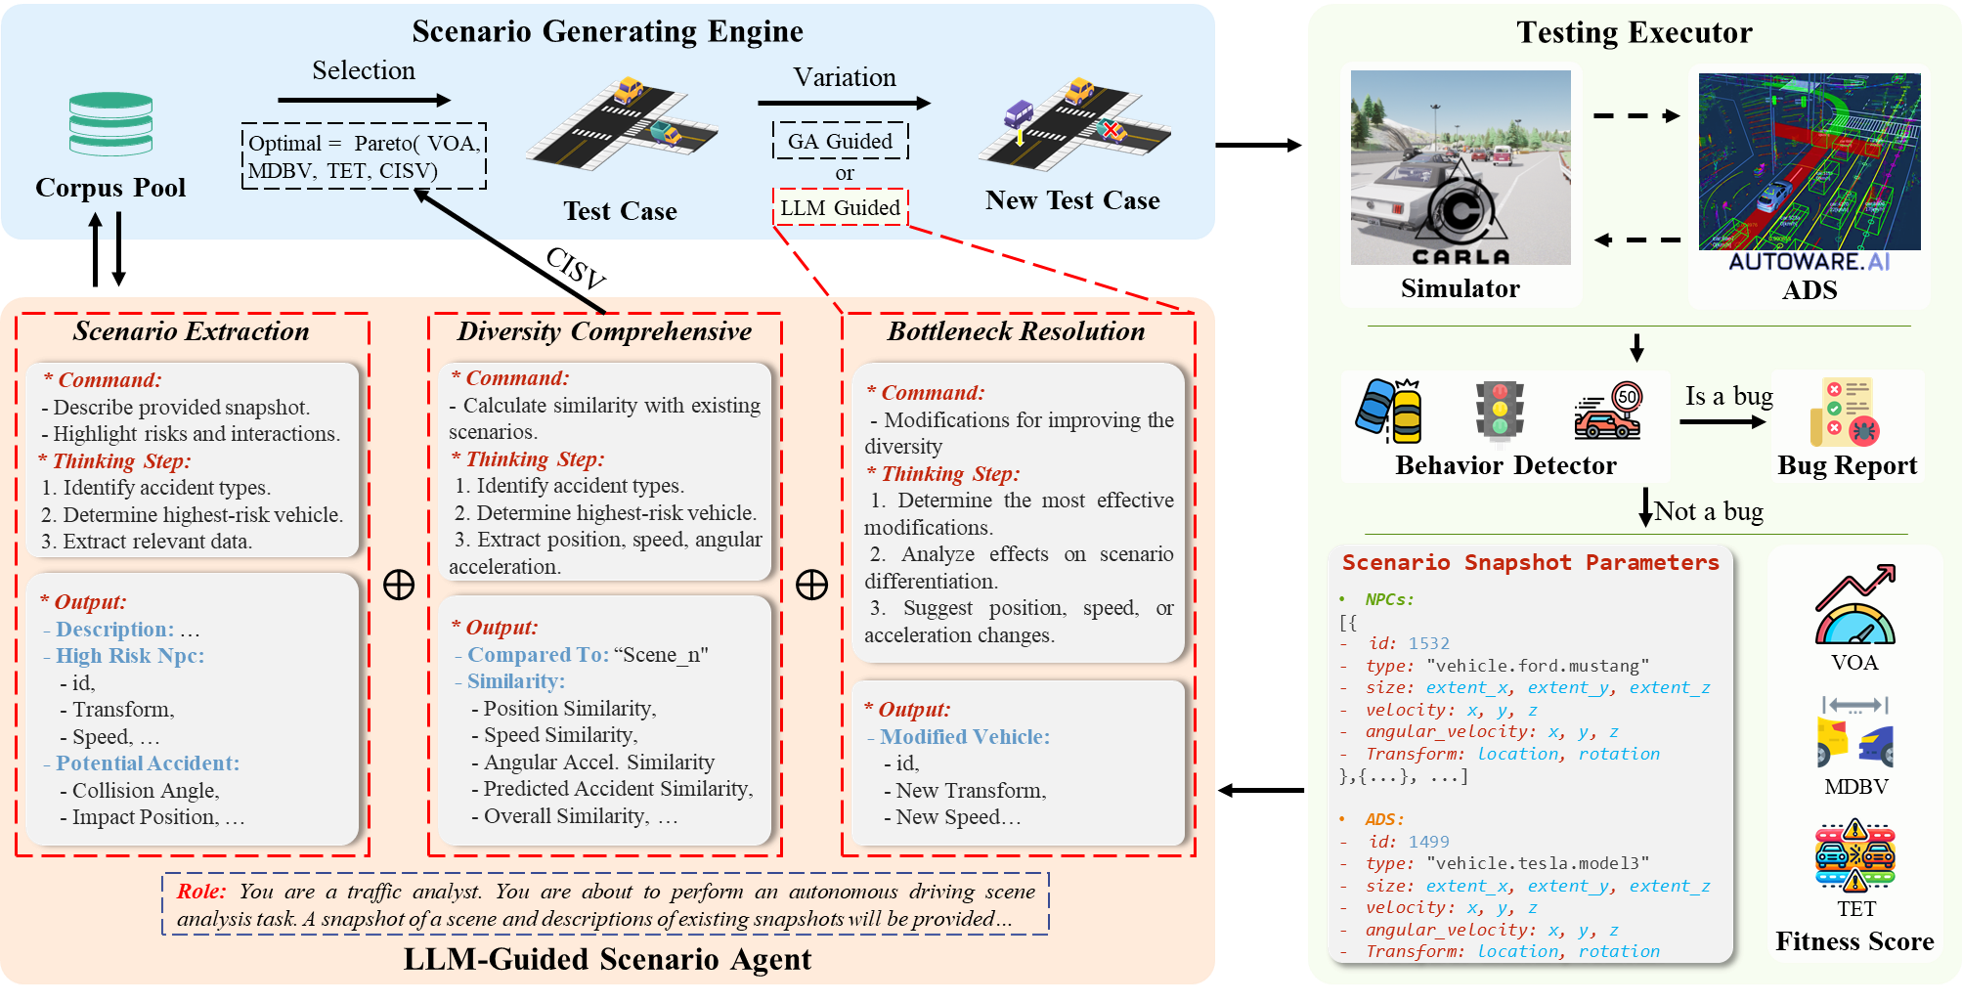 Scenario Generating Engine
Selection
Variation
Corpus Pool
Optimal = Pareto( VOA,
MDBV, TET, CISV)
Test Case
GA Guided
or
LLM Guided
New Test Case
CISV
Scenario Extraction
* Command:
- Describe provided snapshot.
- Highlight risks and interactions.
* Thinking Step:
1. Identify accident types.
2. Determine highest-risk vehicle.
3. Extract relevant data.
* Output:
- Description: …
- High Risk Npc:
- id,
- Transform,
- Speed, …
- Potential Accident:
- Collision Angle,
- Impact Position, …
Diversity Comprehensive
* Command:
- Calculate similarity with existing
scenarios.
* Thinking Step:
1. Identify accident types.
2. Determine highest-risk vehicle.
3. Extract position, speed, angular
acceleration.
* Output:
- Compared To: “Scene_n"
- Similarity:
- Position Similarity,
- Speed Similarity,
- Angular Accel. Similarity
- Predicted Accident Similarity,
- Overall Similarity, …
Bottleneck Resolution
* Command:
- Modifications for improving the
diversity
* Thinking Step:
1. Determine the most effective
modifications.
2. Analyze effects on scenario
differentiation.
3. Suggest position, speed, or
acceleration changes.
* Output:
- Modified Vehicle:
- id,
- New Transform,
- New Speed…
Role: You are a traffic analyst. You are about to perform an autonomous driving scene
analysis task. A snapshot of a scene and descriptions of existing snapshots will be provided…
LLM-Guided Scenario Agent
Testing Executor
CARLA
Simulator
AUTOWARE.AI
ADS
50
Behavior Detector
Is a bug
Bug Report
Not a bug
Scenario Snapshot Parameters
• NPCs:
[{
- id: 1532
- type: "vehicle.ford.mustang"
- size: extent_x, extent_y, extent_z
- velocity: x, y, z
- angular_velocity: x, y, z
- Transform: location, rotation
},{...}, ...]
• ADS:
- id: 1499
- type: "vehicle.tesla.model3"
- size: extent_x, extent_y, extent_z
- velocity: x, y, z
- angular_velocity: x, y, z
- Transform: location, rotation
VOA
MDBV
TET
Fitness Score